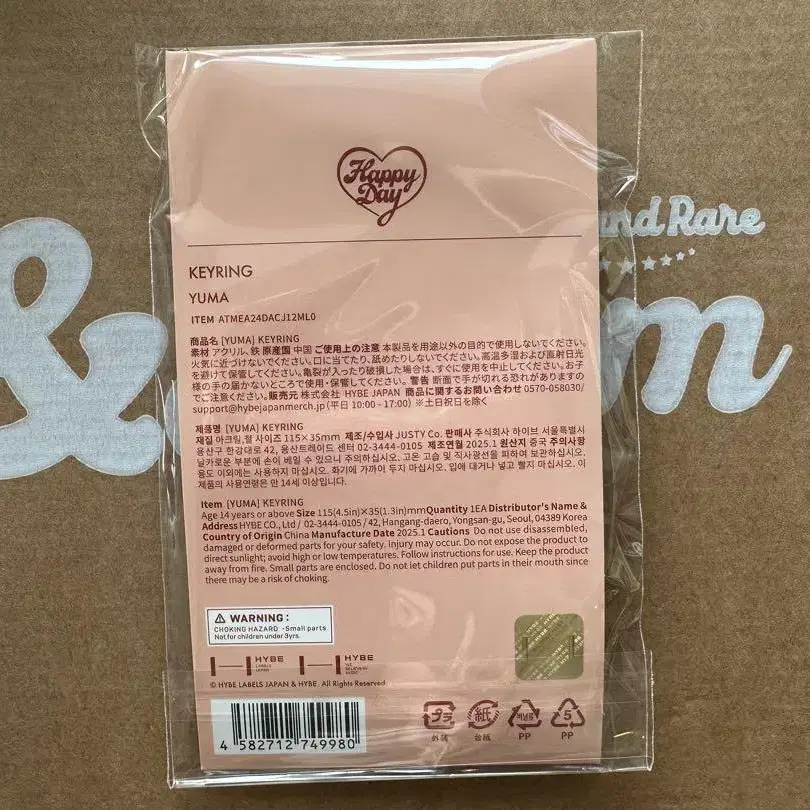 Happy
Day
and Rare
&
m
KEYRING
YUMA
ITEM ATMEA24DACJ12ML0
商品名 [YUMA] KEYRING
素材 アクリル、鉄 原産国 中国 ご使用上の注意 本製品を用途以外の目的で使用しないでください。
火気に近づけないでください。口に当てたり、舐めたりしないでください。高温多湿および直射日光
を避けて保管してください。亀裂が入ったり破損した場合は、すぐに使用を中止してください。お子
様の手の届かないところで使用・保管してください。警告 断面で手が切れる恐れがありますの
でご注意ください。販売元 株式会社 HYBE JAPAN 商品に関するお問い合わせ 0570-058030/
support@hybejapanmerch.jp (平日 10:00 - 17:00) ※土日祝日を除く
제품명 [YUMA] KEYRING
재질 아크릴, 철 사이즈 115×35mm 제조/수입사 JUSTY Co. 판매사 주식회사 하이브 서울특별시
용산구 한강대로 42, 용산트레이드 센터 02-3444-0105 제조연월 2025.1 원산지 중국 주의사항
날카로운 부분에 손이 베일 수 있으니 주의하십시오. 고온 고습 및 직사광선을 피하여 보관하십시오.
용도 이외에는 사용하지 마십시오. 화기에 가까이 두지 마십시오. 입에 대거나 넣고 빨지 마십시오. 이
제품의 사용연령은 만 14세 이상입니다.
Item [YUMA] KEYRING
Age 14 years or above Size 115(4.5in)×35(1.3in)mm Quantity 1EA Distributor's Name &
Address HYBE CO., Ltd / 02-3444-0105 / 42, Hangang-daero, Yongsan-gu, Seoul, 04389 Korea
Country of Origin China Manufacture Date 2025.1 Cautions Do not use disassembled,
damaged or deformed parts for your safety. Injury may occur. Do not expose the product to
direct sunlight; avoid high or low temperatures. Follow instructions for use. Keep the product
away from fire. Small parts are enclosed. Do not let children put parts in their mouth since
there may be a risk of choking.
WARNING :
CHOKING HAZARD -Small parts
Not for children under 3yrs.
HYBE
LABELS
JAPAN
HYBE
WE
BELIEVE IN
MUSIC
© HYBE LABELS JAPAN & HYBE. All Rights Reserved.
HYBE
4 582712 749980
プラ
外装
紙
台紙
비닐류
PP
5
PP